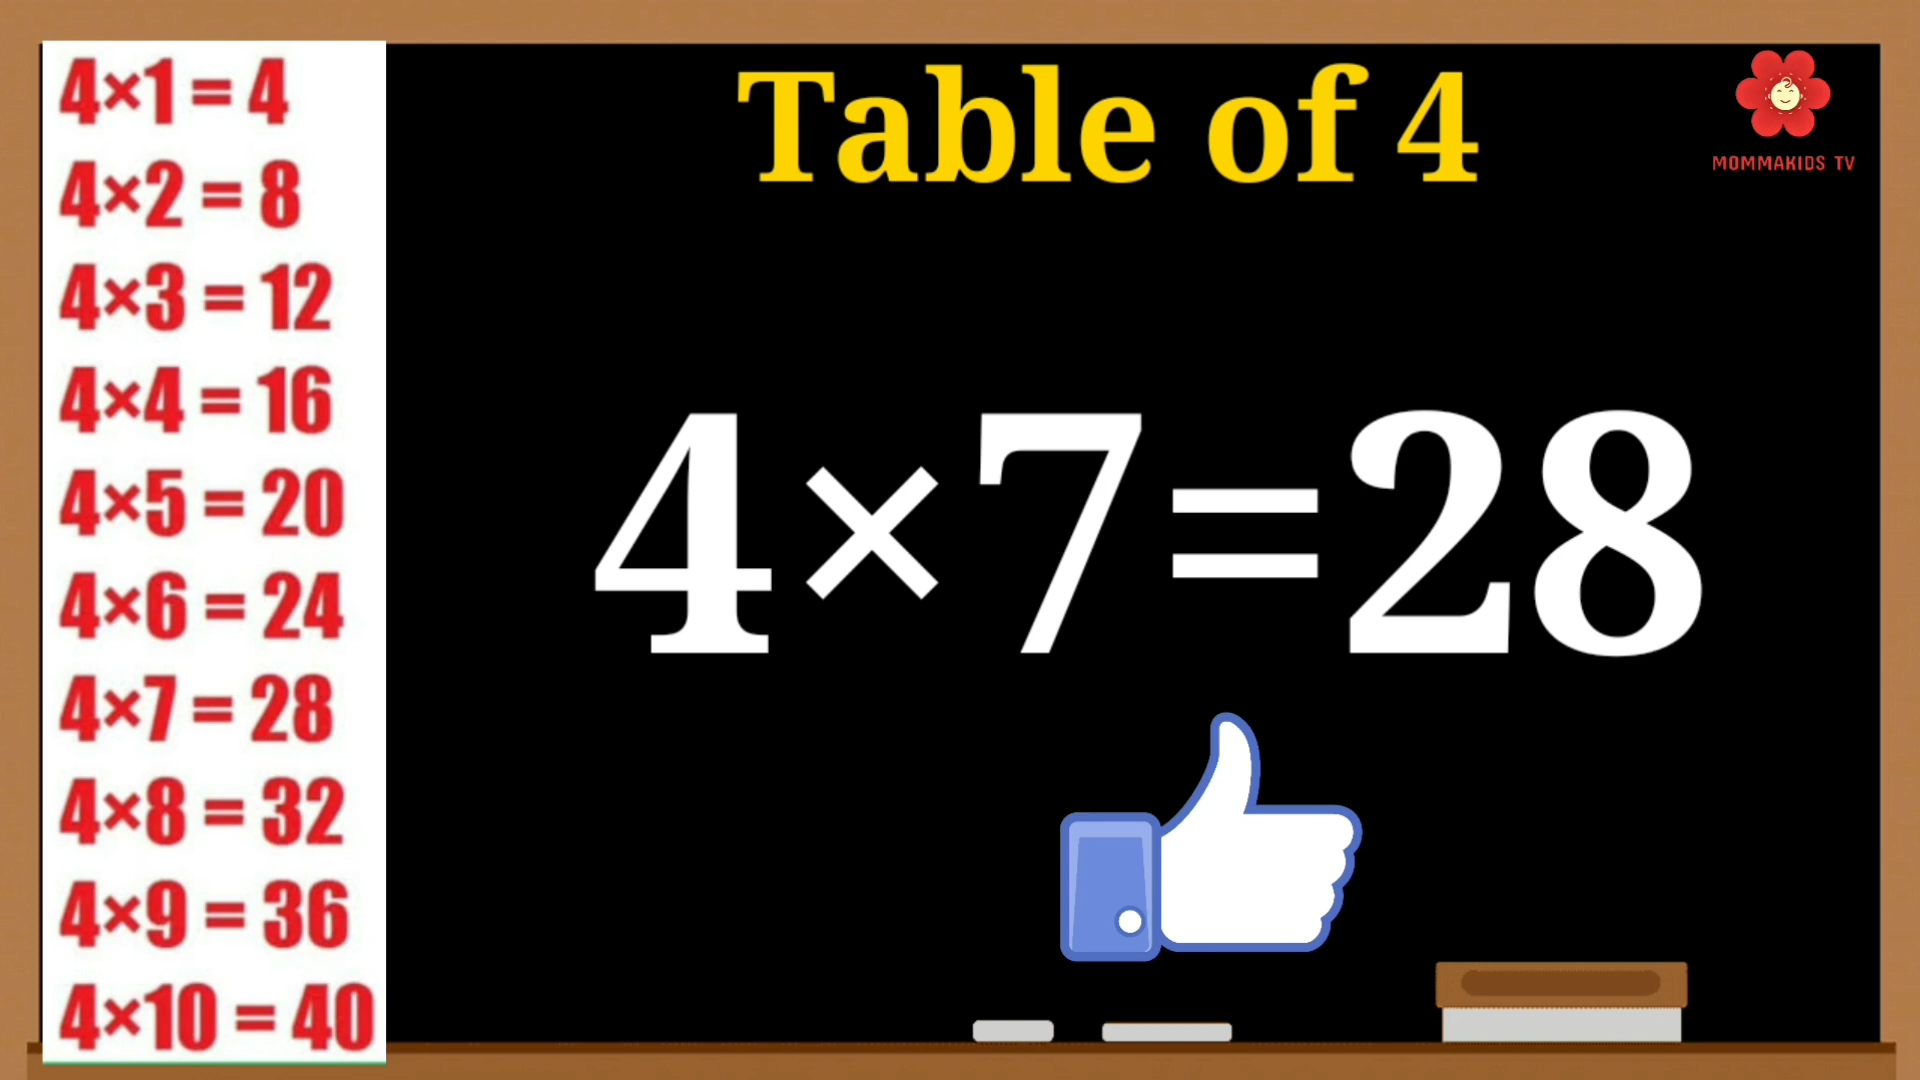 4×1 = 4
4×2 = 8
4×3 = 12
4×4 = 16
4×5 = 20
4×6 = 24
4×7 = 28
4×8 = 32
4×9 = 36
4×10 = 40
Table of 4
MOMMAKIDS TV
4×7=28